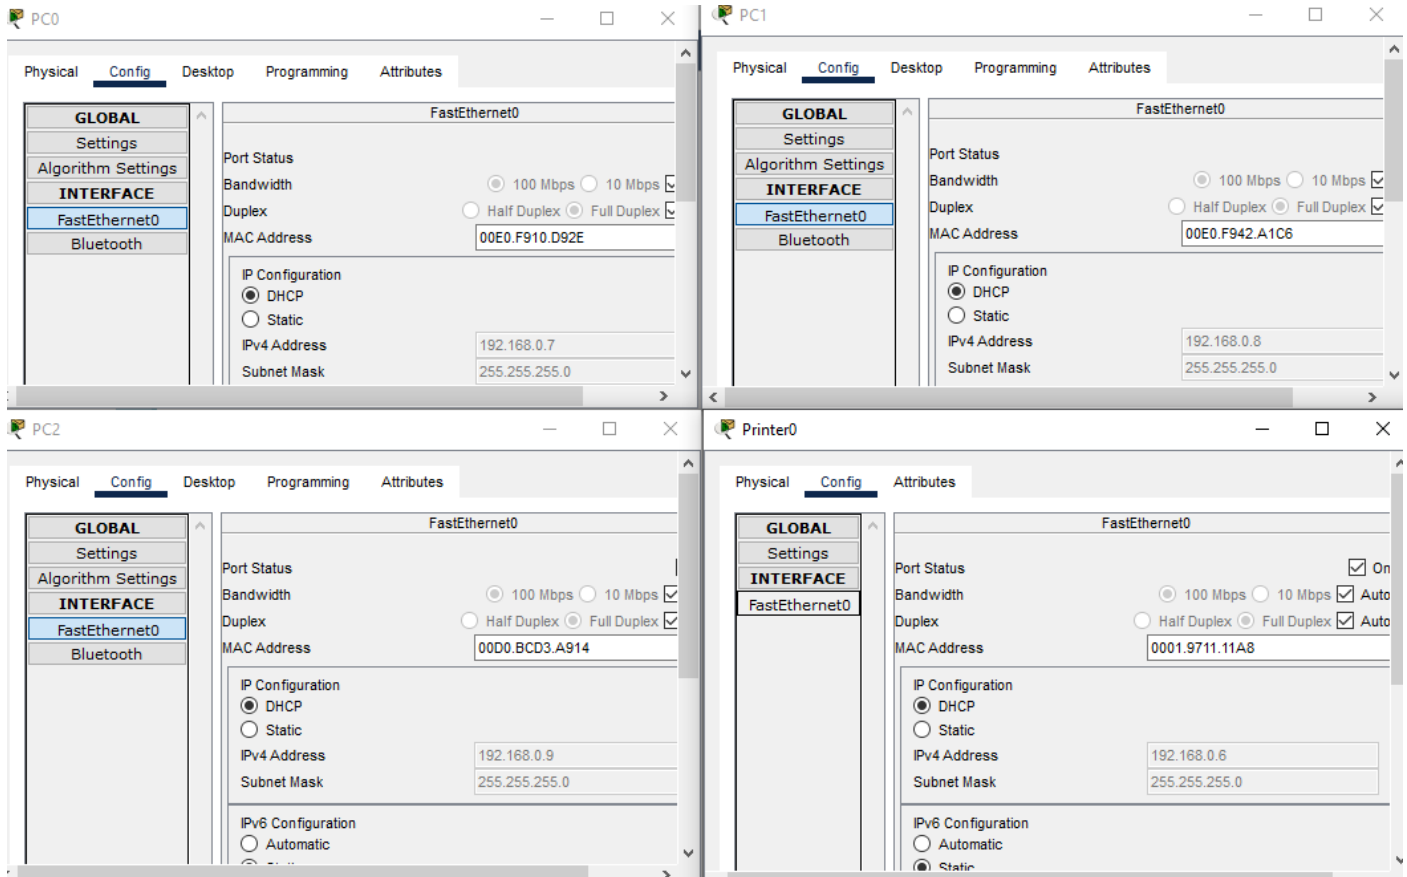 PC0
Physical Config Desktop Programming Attributes
GLOBAL
Settings
Algorithm Settings
INTERFACE
FastEthernet0
Bluetooth
FastEthernet0
Port Status
Bandwidth 100 Mbps 10 Mbps
Duplex Half Duplex Full Duplex
MAC Address 00E0.F910.D92E
IP Configuration
DHCP
Static
IPv4 Address 192.168.0.7
Subnet Mask 255.255.255.0
PC1
Physical Config Desktop Programming Attributes
GLOBAL
Settings
Algorithm Settings
INTERFACE
FastEthernet0
Bluetooth
FastEthernet0
Port Status
Bandwidth 100 Mbps 10 Mbps
Duplex Half Duplex Full Duplex
MAC Address 00E0.F942.A1C6
IP Configuration
DHCP
Static
IPv4 Address 192.168.0.8
Subnet Mask 255.255.255.0
PC2
Physical Config Desktop Programming Attributes
GLOBAL
Settings
Algorithm Settings
INTERFACE
FastEthernet0
Bluetooth
FastEthernet0
Port Status
Bandwidth 100 Mbps 10 Mbps
Duplex Half Duplex Full Duplex
MAC Address 00D0.BCD3.A914
IP Configuration
DHCP
Static
IPv4 Address 192.168.0.9
Subnet Mask 255.255.255.0
IPv6 Configuration
Automatic
Printer0
Physical Config Attributes
GLOBAL
Settings
INTERFACE
FastEthernet0
FastEthernet0
Port Status On
Bandwidth 100 Mbps 10 Mbps Auto
Duplex Half Duplex Full Duplex Auto
MAC Address 0001.9711.11A8
IP Configuration
DHCP
Static
IPv4 Address 192.168.0.6
Subnet Mask 255.255.255.0
IPv6 Configuration
Automatic
Static